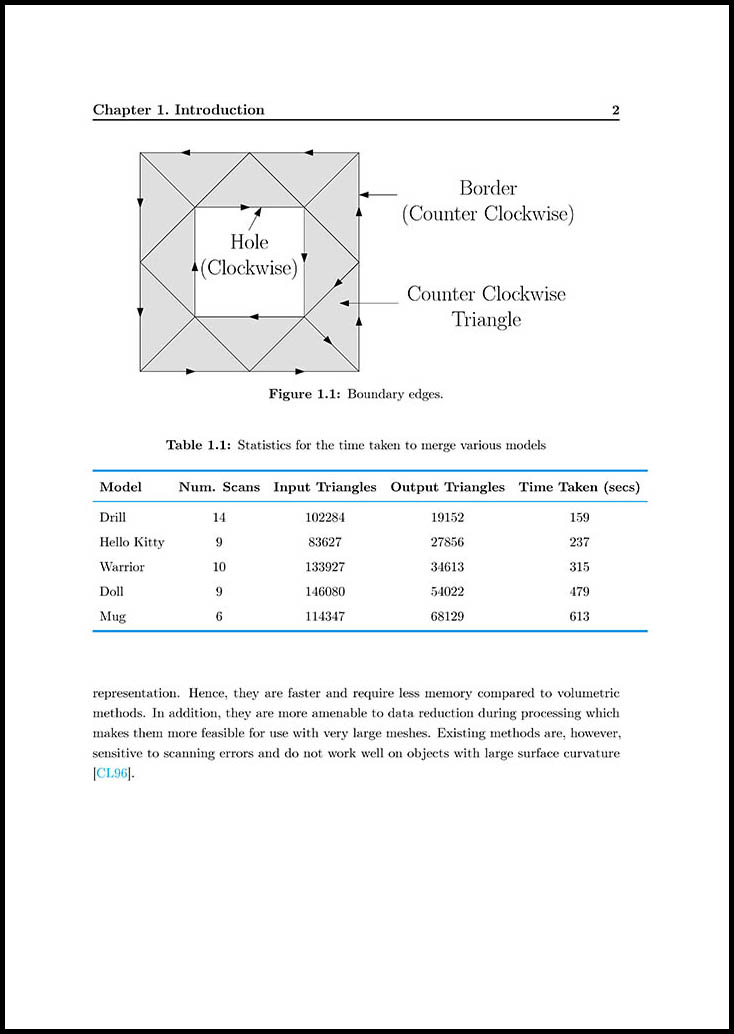 Chapter 1. Introduction 2
Border
(Counter Clockwise)
Hole
(Clockwise)
Counter Clockwise
Triangle
Figure 1.1: Boundary edges.
Table 1.1: Statistics for the time taken to merge various models
Model Num. Scans Input Triangles Output Triangles Time Taken (secs)
Drill 14 102284 19152 159
Hello Kitty 9 83627 27856 237
Warrior 10 133927 34613 315
Doll 9 146080 54022 479
Mug 6 114347 68129 613
representation. Hence, they are faster and require less memory compared to volumetric
methods. In addition, they are more amenable to data reduction during processing which
makes them more feasible for use with very large meshes. Existing methods are, however,
sensitive to scanning errors and do not work well on objects with large surface curvature
[CL96].